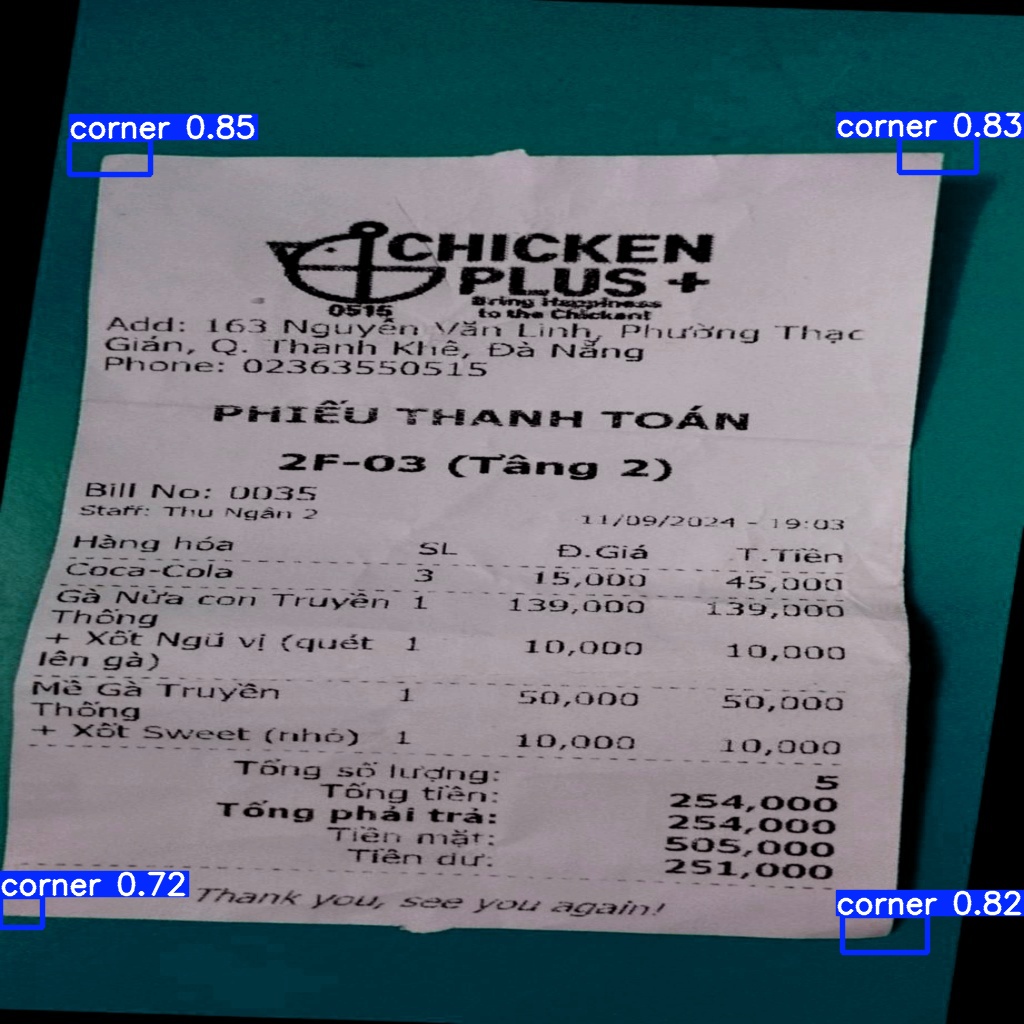 corner 0.85
corner 0.83
CHICKEN
PLUS +
Bring Happiness
to the Chickent
0515
Add: 163 Nguyễn Văn Linh, Phường Thạc
Gián, Q. Thanh Khê, Đà Nẵng
Phone: 02363550515
PHIẾU THANH TOÁN
2F-03 (Tầng 2)
Bill No: 0035
Staff: Thu Ngân 2 11/09/2024 - 19:03
Hàng hóa SL Đ.Giá T.Tiền
Coca-Cola 3 15,000 45,000
Gà Nửa con Truyền 1 139,000 139,000
Thống
+ Xốt Ngũ vị (quét 1 10,000 10,000
lên gà)
Mề Gà Truyền 1 50,000 50,000
Thống
+ Xốt Sweet (nhỏ) 1 10,000 10,000
Tổng số lượng: 5
Tổng tiền: 254,000
Tổng phải trả: 254,000
Tiền mặt: 505,000
Tiền dư: 251,000
Thank you, see you again!
corner 0.72
corner 0.82